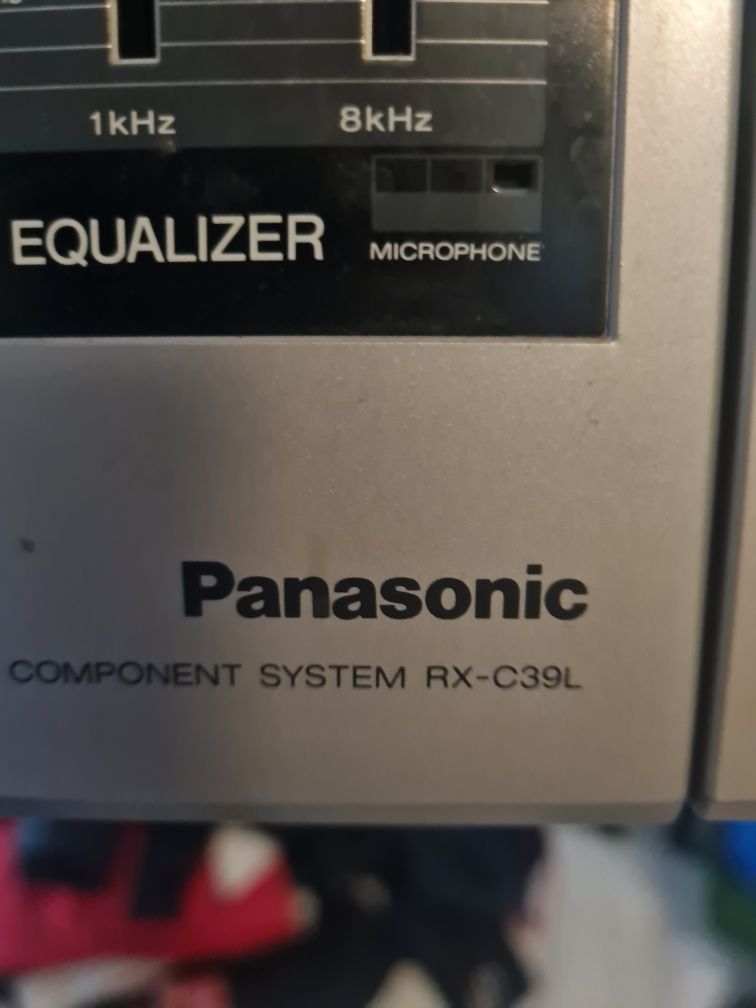 1kHz 8kHz
EQUALIZER MICROPHONE
Panasonic
COMPONENT SYSTEM RX-C39L